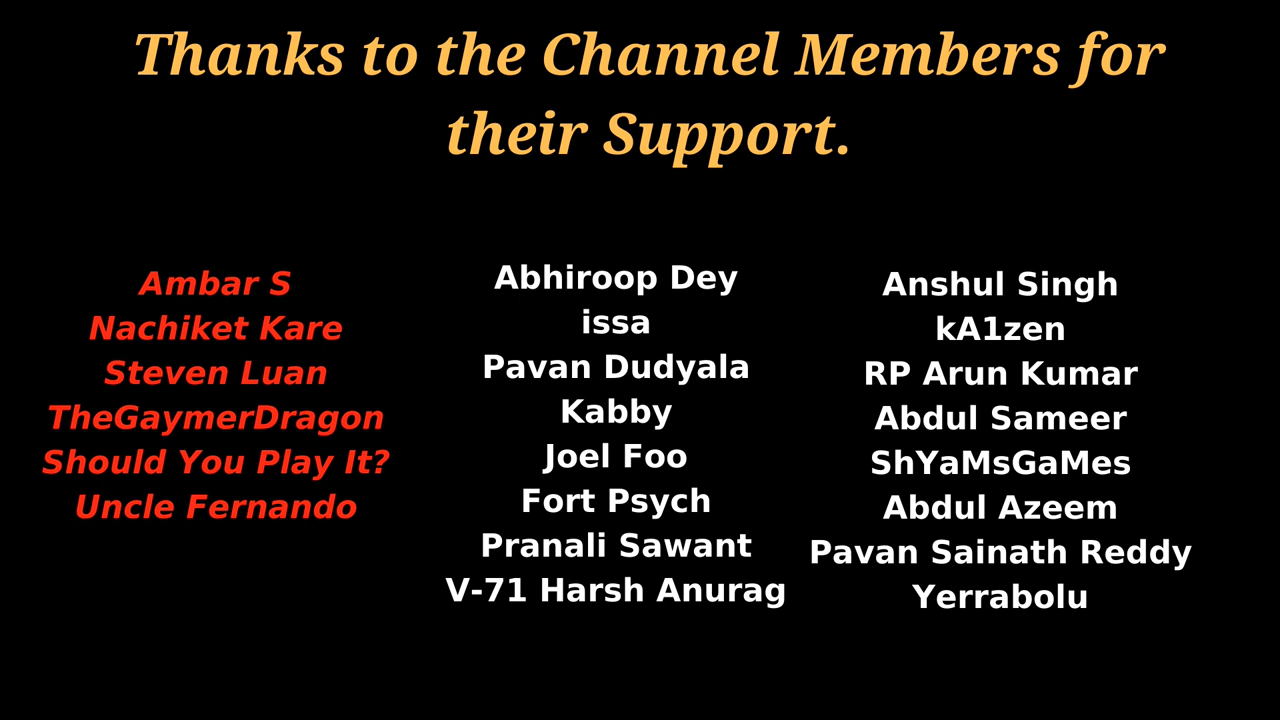 Thanks to the Channel Members for
their Support.
Ambar S
Nachiket Kare
Steven Luan
TheGaymerDragon
Should You Play It?
Uncle Fernando
Abhiroop Dey
issa
Pavan Dudyala
Kabby
Joel Foo
Fort Psych
Pranali Sawant
V-71 Harsh Anurag
Anshul Singh
kA1zen
RP Arun Kumar
Abdul Sameer
ShYaMsGaMes
Abdul Azeem
Pavan Sainath Reddy
Yerrabolu